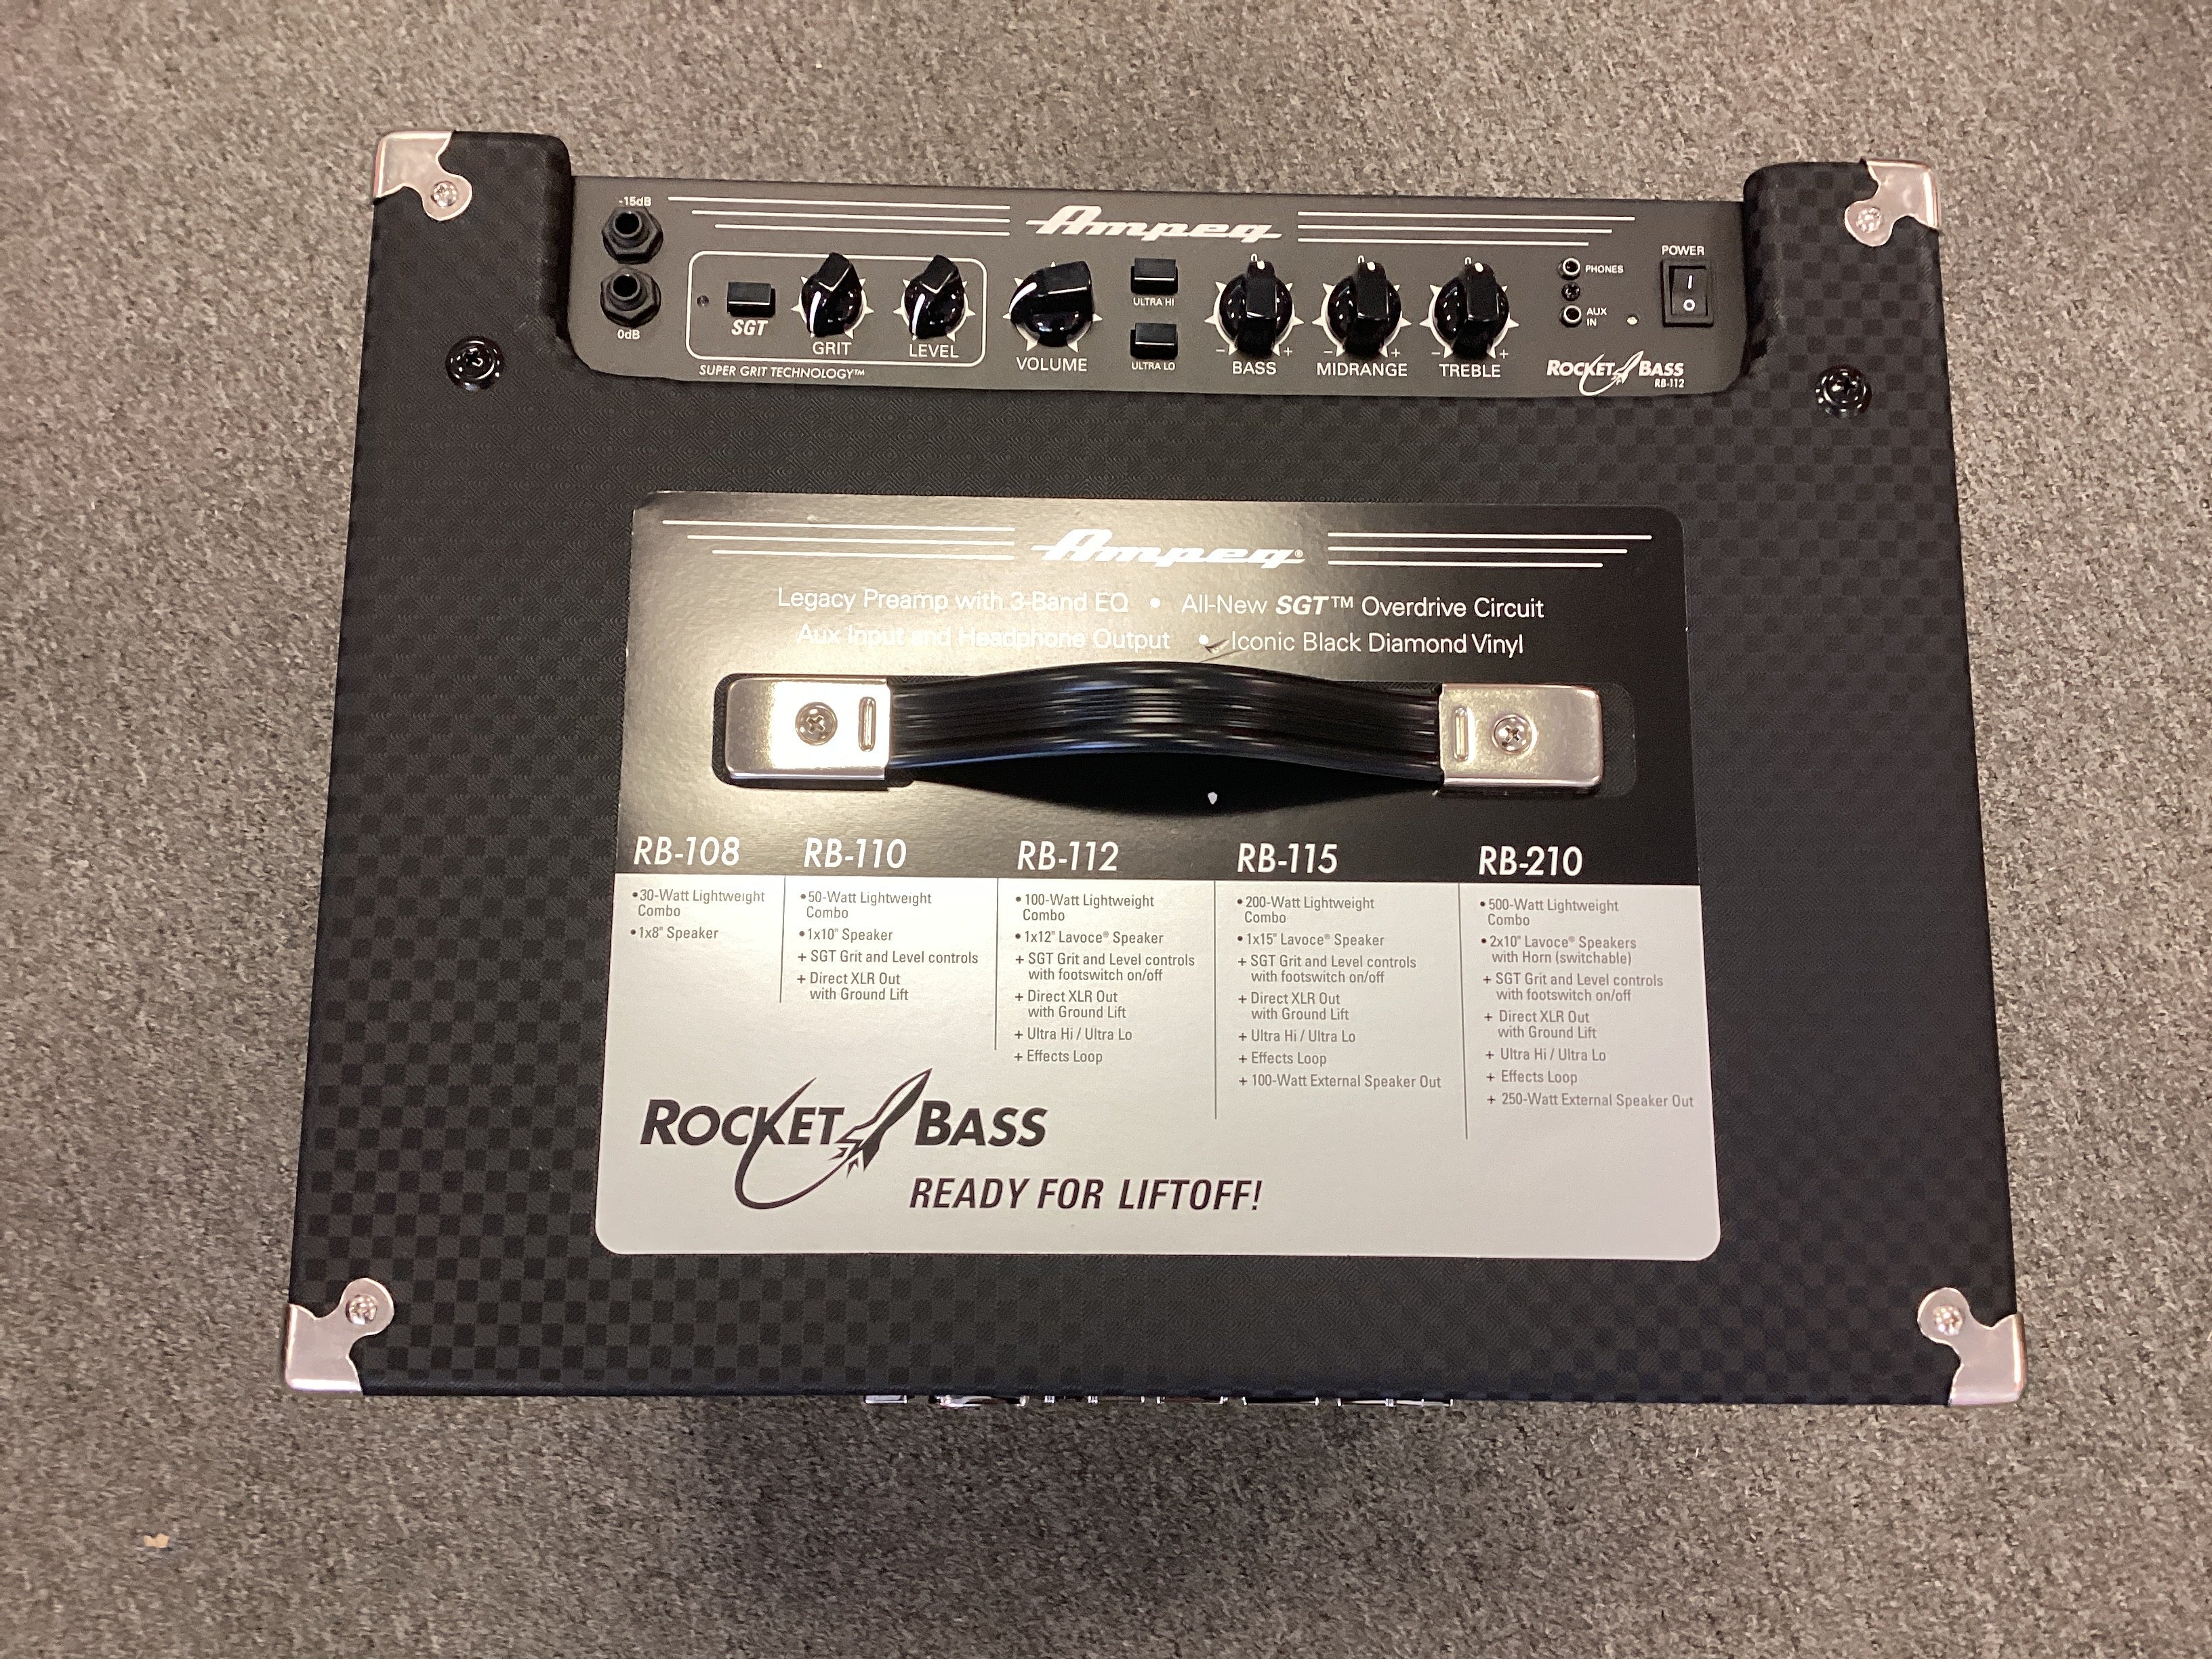 -15dB
0dB
Ampeg
SGT
GRIT
LEVEL
SUPER GRIT TECHNOLOGY™
VOLUME
ULTRA HI
ULTRA LO
0
- +
BASS
0
- +
MIDRANGE
0
- +
TREBLE
PHONES
AUX
IN
POWER
I
O
ROCKET BASS
RB-112
Ampeg®
Legacy Preamp with 3-Band EQ • All-New SGT™ Overdrive Circuit
Aux Input and Headphone Output • Iconic Black Diamond Vinyl
RB-108
•30-Watt Lightweight
Combo
•1x8" Speaker
RB-110
•50-Watt Lightweight
Combo
•1x10" Speaker
+ SGT Grit and Level controls
+ Direct XLR Out
with Ground Lift
RB-112
•100-Watt Lightweight
Combo
•1x12" Lavoce® Speaker
+ SGT Grit and Level controls
with footswitch on/off
+ Direct XLR Out
with Ground Lift
+ Ultra Hi / Ultra Lo
+ Effects Loop
RB-115
•200-Watt Lightweight
Combo
•1x15" Lavoce® Speaker
+ SGT Grit and Level controls
with footswitch on/off
+ Direct XLR Out
with Ground Lift
+ Ultra Hi / Ultra Lo
+ Effects Loop
+ 100-Watt External Speaker Out
RB-210
•500-Watt Lightweight
Combo
•2x10" Lavoce® Speakers
with Horn (switchable)
+ SGT Grit and Level controls
with footswitch on/off
+ Direct XLR Out
with Ground Lift
+ Ultra Hi / Ultra Lo
+ Effects Loop
+ 250-Watt External Speaker Out
ROCKET BASS
READY FOR LIFTOFF!